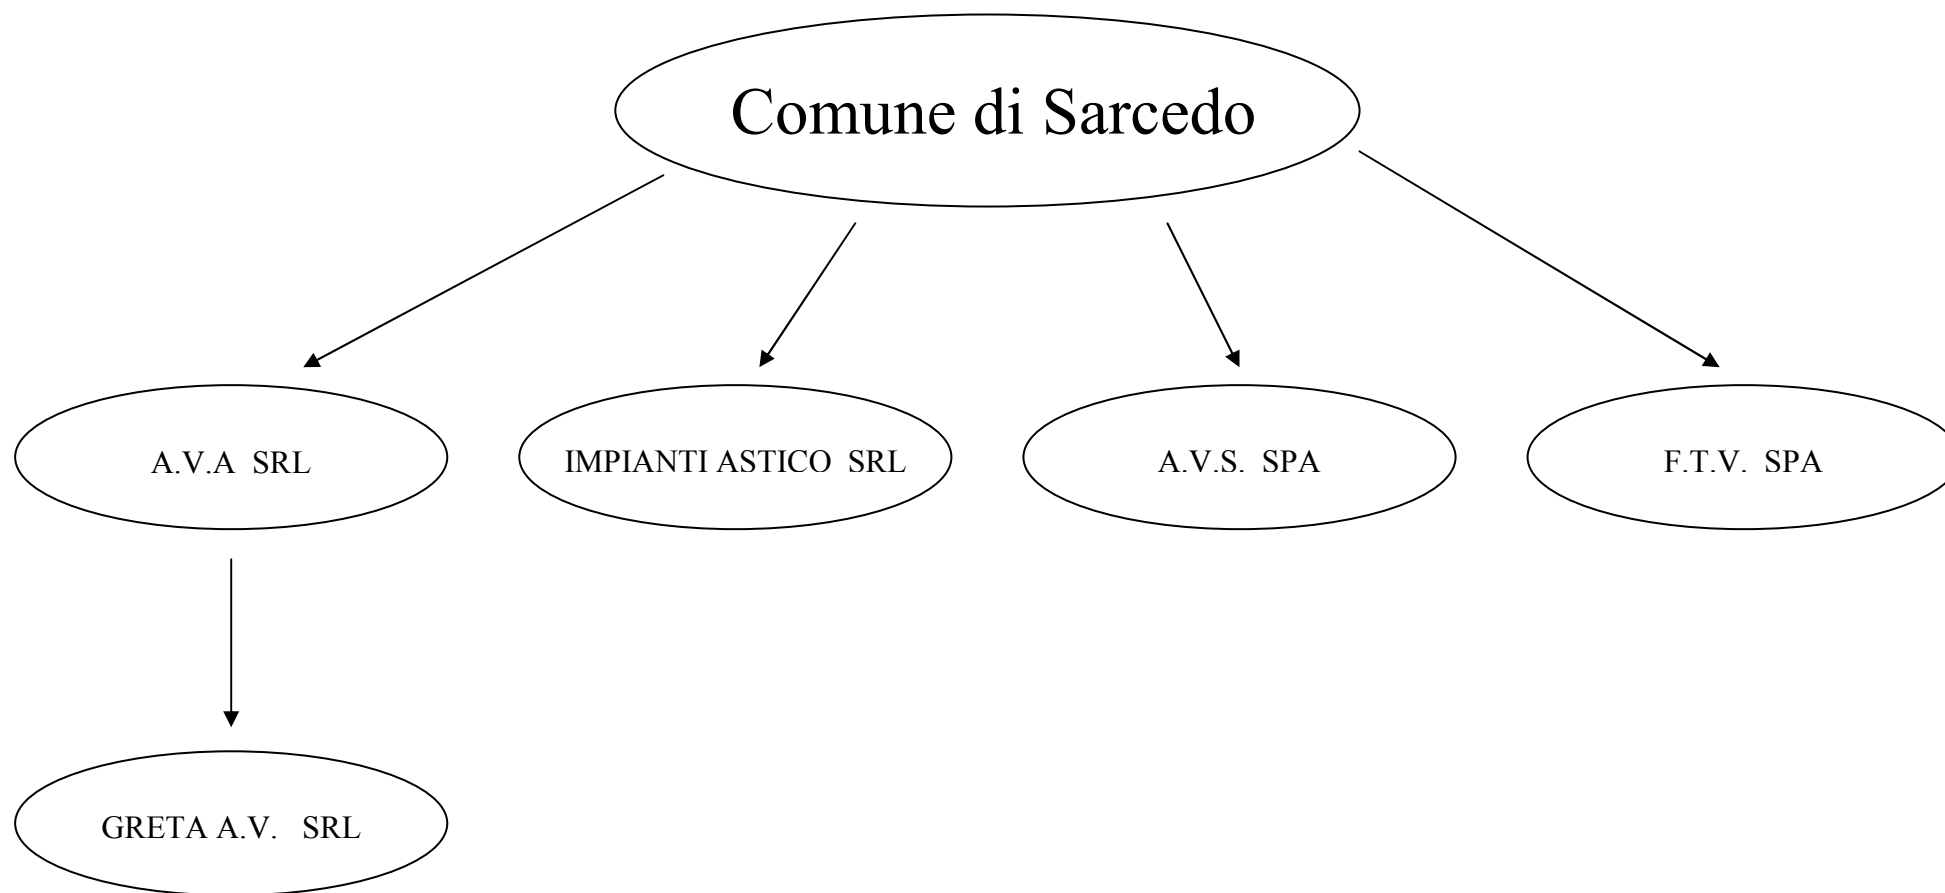 Comune di Sarcedo
A.V.A SRL
IMPIANTI ASTICO SRL
A.V.S. SPA
F.T.V. SPA
GRETA A.V. SRL